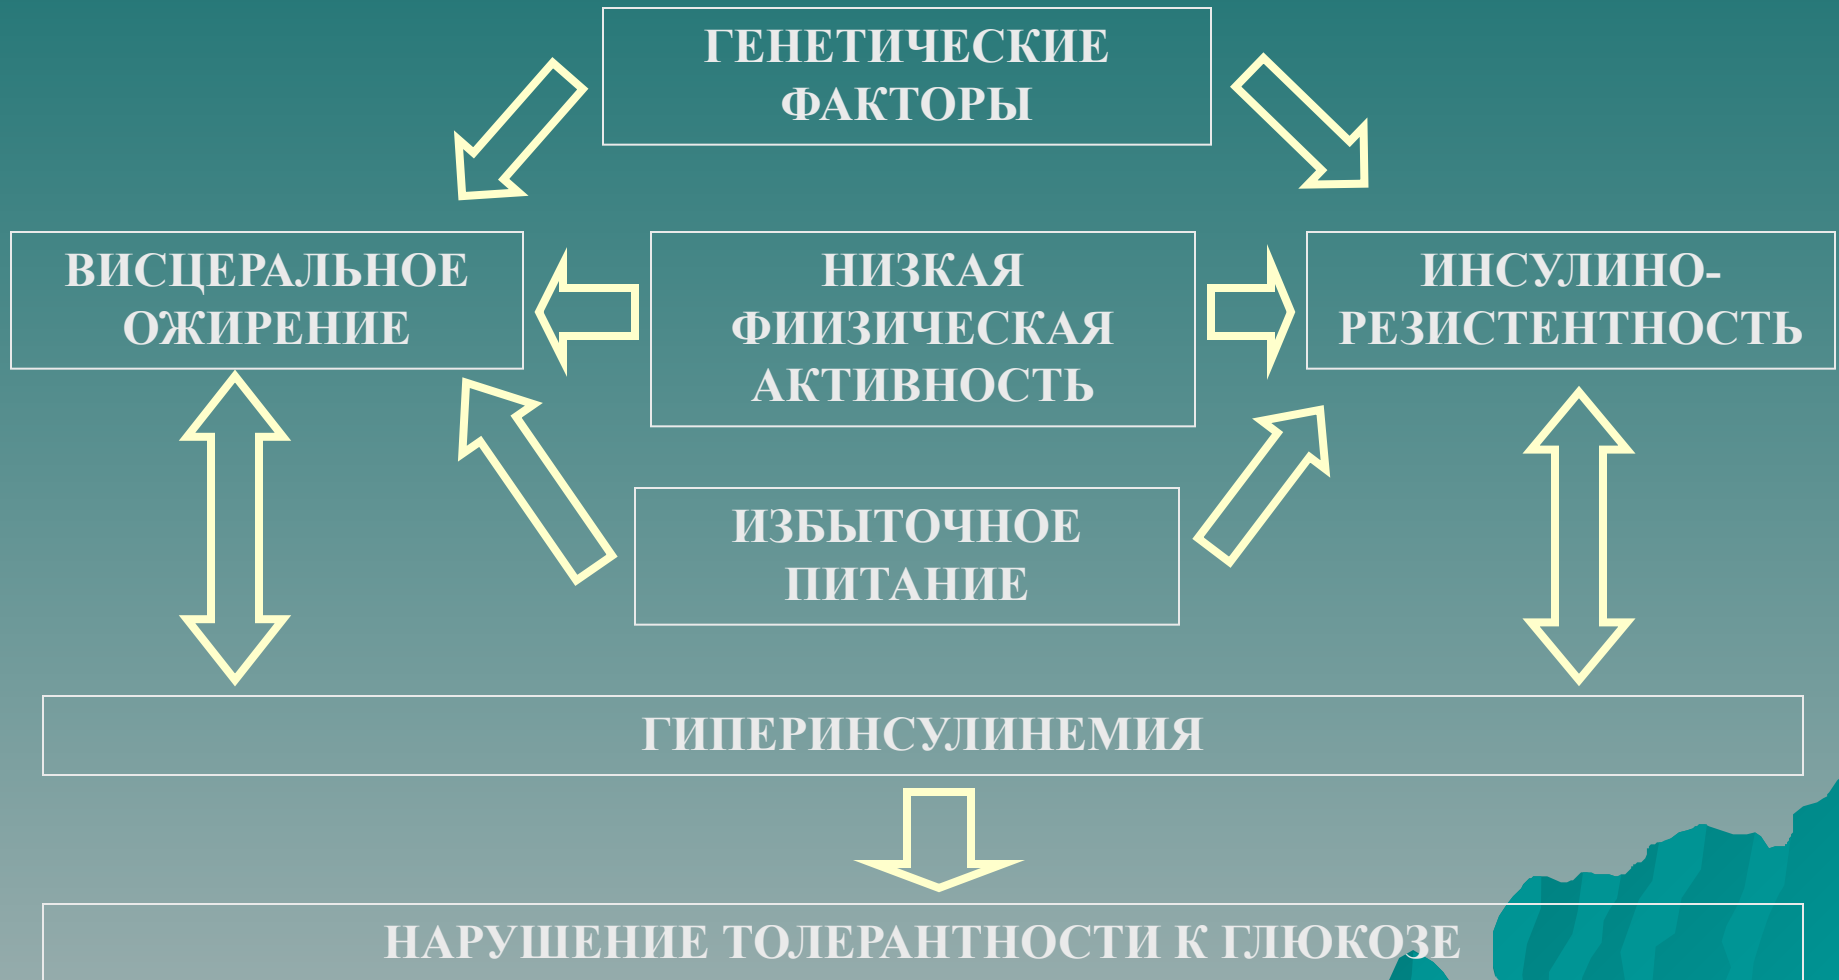 ГЕНЕТИЧЕСКИЕ
ФАКТОРЫ
ВИСЦЕРАЛЬНОЕ
ОЖИРЕНИЕ
НИЗКАЯ
ФИИЗИЧЕСКАЯ
АКТИВНОСТЬ
ИНСУЛИНО-
РЕЗИСТЕНТНОСТЬ
ИЗБЫТОЧНОЕ
ПИТАНИЕ
ГИПЕРИНСУЛИНЕМИЯ
НАРУШЕНИЕ ТОЛЕРАНТНОСТИ К ГЛЮКОЗЕ